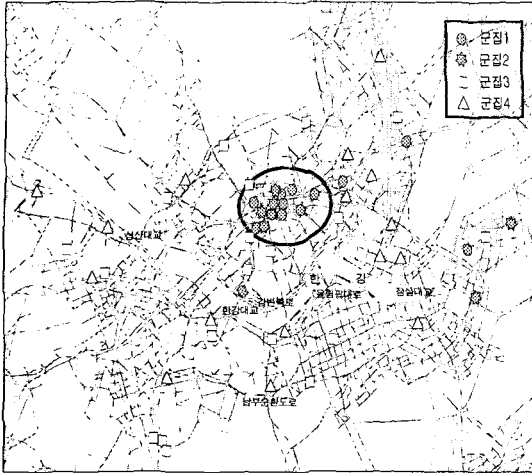 군집1
군집2
군집3
군집4
성산대교
한 강
강변북로
올림픽대로
잠실대교
한강대교
남부순환도로